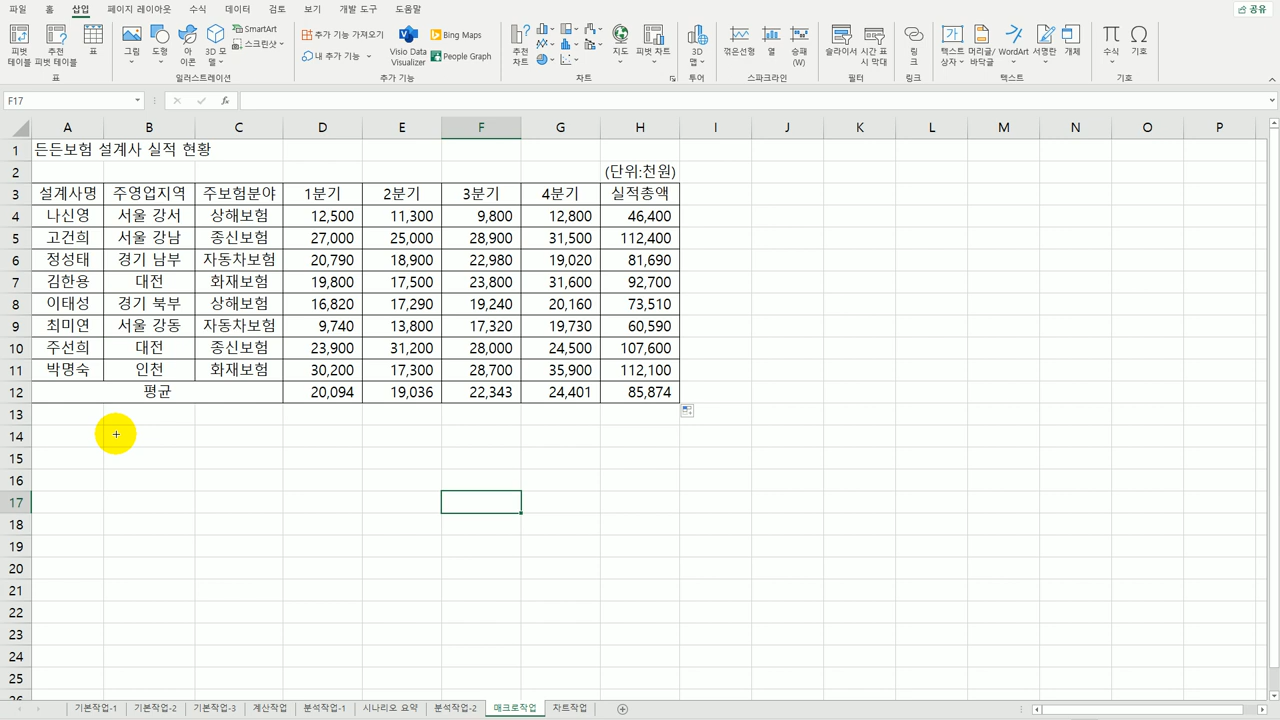 파일 홈 삽입 페이지 레이아웃 수식 데이터 검토 보기 개발 도구 도움말 공유
피벗 테이블
추천 피벗 테이블
표
그림
도형
아이콘
3D 모델
SmartArt
스크린샷
추가 기능 가져오기
내 추가 기능
Visio Data Visualizer
Bing Maps
People Graph
추천 차트
지도
피벗 차트
3D 맵
꺾은선형
열
승패 (W)
슬라이서
시간 표시 막대
링크
텍스트 상자
머리글/바닥글
WordArt
서명란
개체
수식
기호
표 일러스트레이션 추가 기능 차트 투어 스파크라인 필터 링크 텍스트 기호
F17 fx
A B C D E F G H I J K L M N O P
1 든든보험 설계사 실적 현황
2 (단위:천원)
3 설계사명 주영업지역 주보험분야 1분기 2분기 3분기 4분기 실적총액
4 나신영 서울 강서 상해보험 12,500 11,300 9,800 12,800 46,400
5 고건희 서울 강남 종신보험 27,000 25,000 28,900 31,500 112,400
6 정성태 경기 남부 자동차보험 20,790 18,900 22,980 19,020 81,690
7 김한용 대전 화재보험 19,800 17,500 23,800 31,600 92,700
8 이태성 경기 북부 상해보험 16,820 17,290 19,240 20,160 73,510
9 최미연 서울 강동 자동차보험 9,740 13,800 17,320 19,730 60,590
10 주선희 대전 종신보험 23,900 31,200 28,000 24,500 107,600
11 박명숙 인천 화재보험 30,200 17,300 28,700 35,900 112,100
12 평균 20,094 19,036 22,343 24,401 85,874
13
14
15
16
17
18
19
20
21
22
23
24
25
26
기본작업-1 기본작업-2 기본작업-3 계산작업 분석작업-1 시나리오 요약 분석작업-2 매크로작업 차트작업